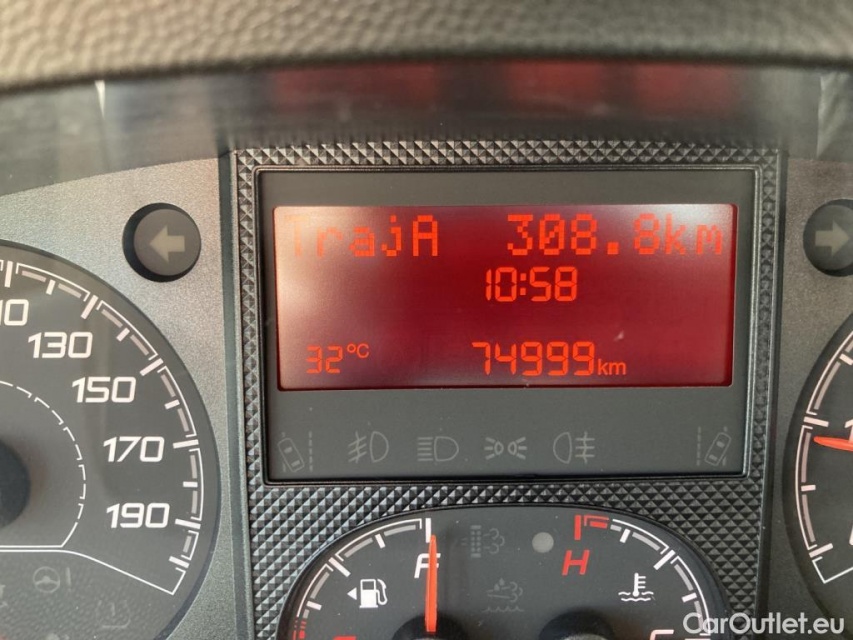 TrajA 308.8km
10:58
32°C 74999km
130
150
170
190
F
H
CarOutlet.eu